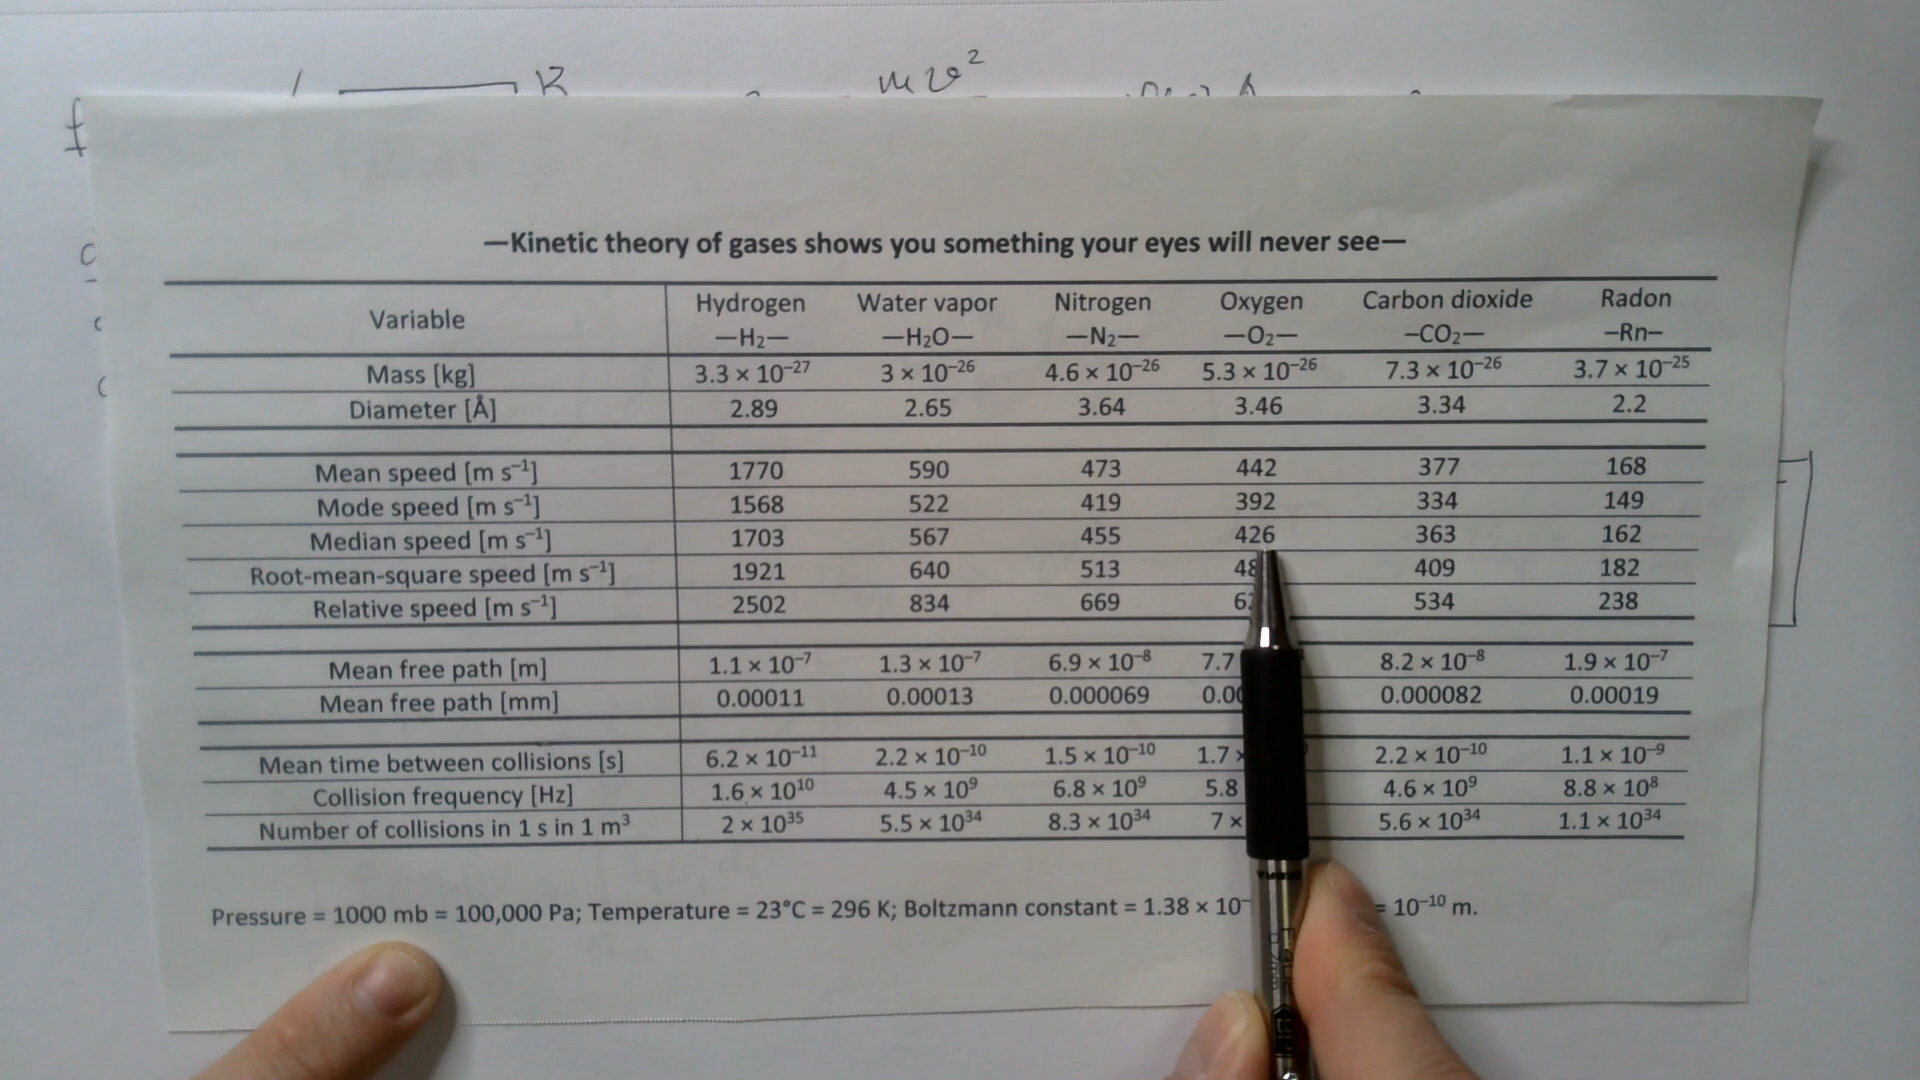 R mv²
f
—Kinetic theory of gases shows you something your eyes will never see—
Variable Hydrogen Water vapor Nitrogen Oxygen Carbon dioxide Radon
—H₂— —H₂O— —N₂— —O₂— –CO₂— –Rn–
Mass [kg] 3.3 × 10⁻²⁷ 3 × 10⁻²⁶ 4.6 × 10⁻²⁶ 5.3 × 10⁻²⁶ 7.3 × 10⁻²⁶ 3.7 × 10⁻²⁵
Diameter [Å] 2.89 2.65 3.64 3.46 3.34 2.2
Mean speed [m s⁻¹] 1770 590 473 442 377 168
Mode speed [m s⁻¹] 1568 522 419 392 334 149
Median speed [m s⁻¹] 1703 567 455 426 363 162
Root-mean-square speed [m s⁻¹] 1921 640 513 48 409 182
Relative speed [m s⁻¹] 2502 834 669 6 534 238
Mean free path [m] 1.1 × 10⁻⁷ 1.3 × 10⁻⁷ 6.9 × 10⁻⁸ 7.7 8.2 × 10⁻⁸ 1.9 × 10⁻⁷
Mean free path [mm] 0.00011 0.00013 0.000069 0.00 0.000082 0.00019
Mean time between collisions [s] 6.2 × 10⁻¹¹ 2.2 × 10⁻¹⁰ 1.5 × 10⁻¹⁰ 1.7 × 2.2 × 10⁻¹⁰ 1.1 × 10⁻⁹
Collision frequency [Hz] 1.6 × 10¹⁰ 4.5 × 10⁹ 6.8 × 10⁹ 5.8 4.6 × 10⁹ 8.8 × 10⁸
Number of collisions in 1 s in 1 m³ 2 × 10³⁵ 5.5 × 10³⁴ 8.3 × 10³⁴ 7 × 5.6 × 10³⁴ 1.1 × 10³⁴
Pressure = 1000 mb = 100,000 Pa; Temperature = 23°C = 296 K; Boltzmann constant = 1.38 × 10⁻ = 10⁻¹⁰ m.